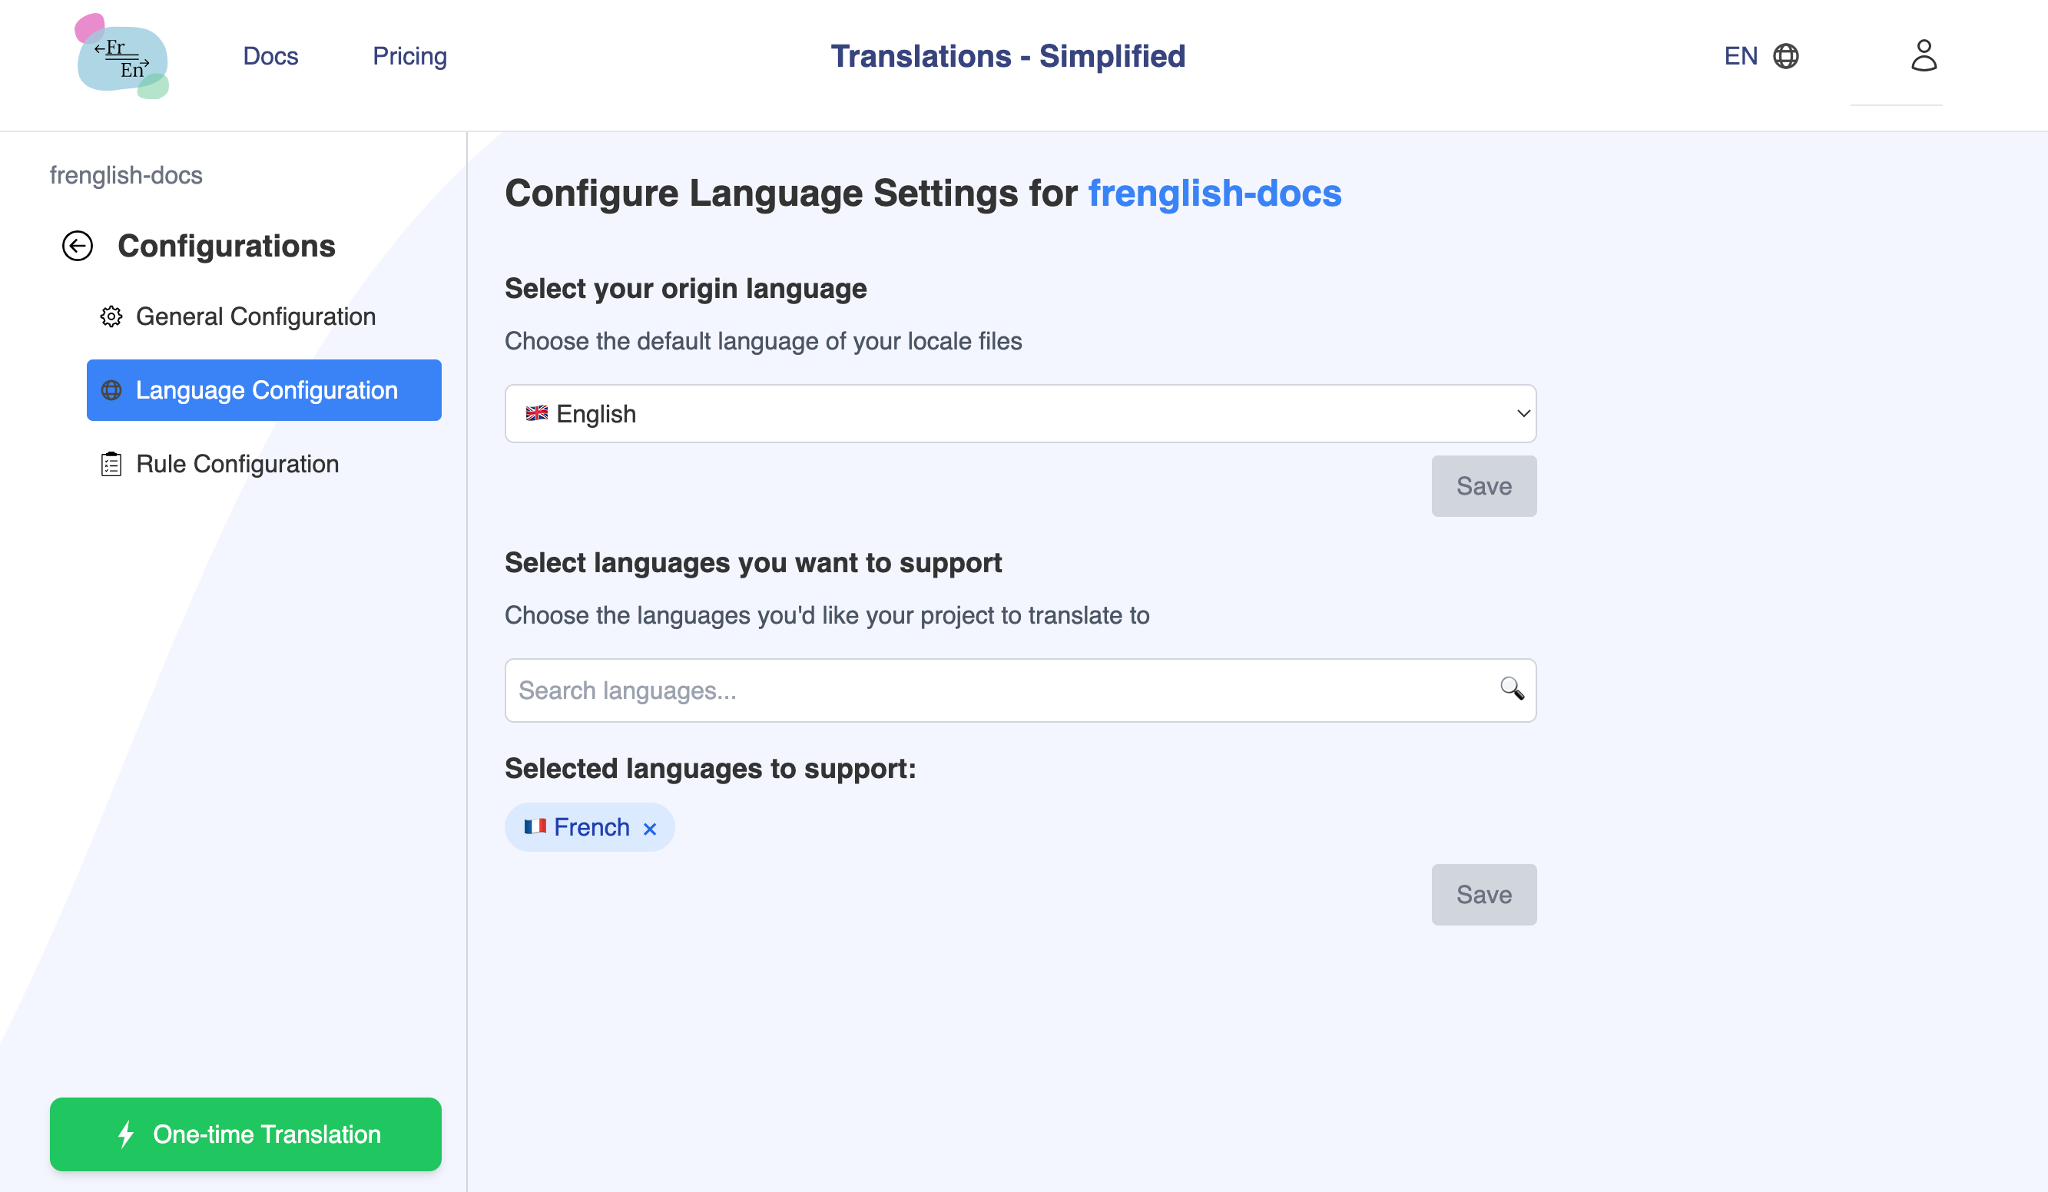 ←Fr
En→
Docs
Pricing
Translations - Simplified
EN
frenglish-docs
Configurations
General Configuration
Language Configuration
Rule Configuration
One-time Translation
Configure Language Settings for frenglish-docs
Select your origin language
Choose the default language of your locale files
🇬🇧 English
Save
Select languages you want to support
Choose the languages you'd like your project to translate to
Search languages...
Selected languages to support:
🇫🇷 French ×
Save